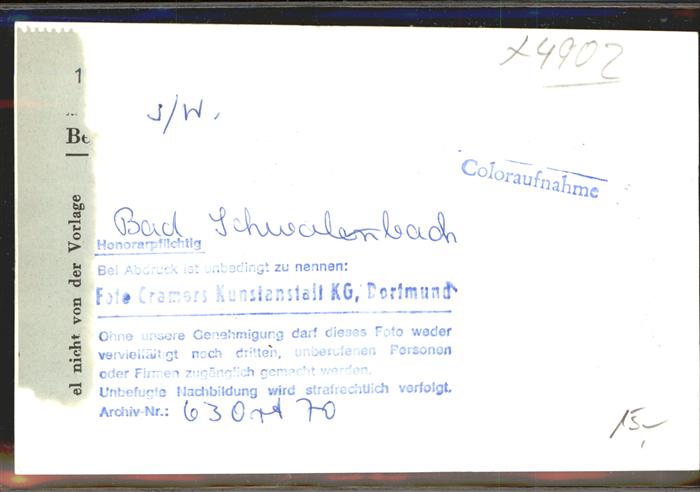 x4902
1
s/W.
Be
Coloraufnahme
el nicht von der Vorlage
Bad Schwalenbach
Honorarpflichtig
Bei Abdruck ist unbedingt zu nennen:
Foto Cramers Kunstanstalt KG, Dortmund
Ohne unsere Genehmigung darf dieses Foto weder
vervielfältigt noch dritten, unberufenen Personen
oder Firmen zugänglich gemacht werden.
Unbefugte Nachbildung wird strafrechtlich verfolgt.
Archiv-Nr.: 630rt 70
15,-